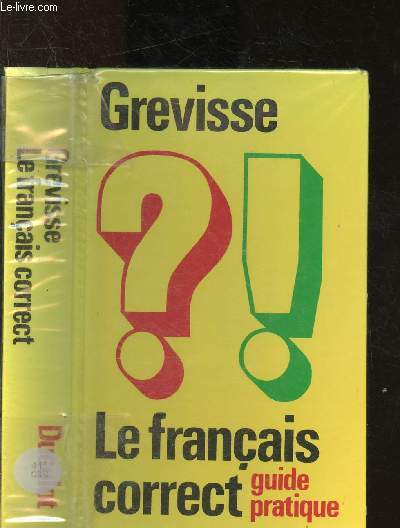 Le-livre.com
Grevisse
?!
Le français
correct
guide
pratique
Grevisse
Le français correct